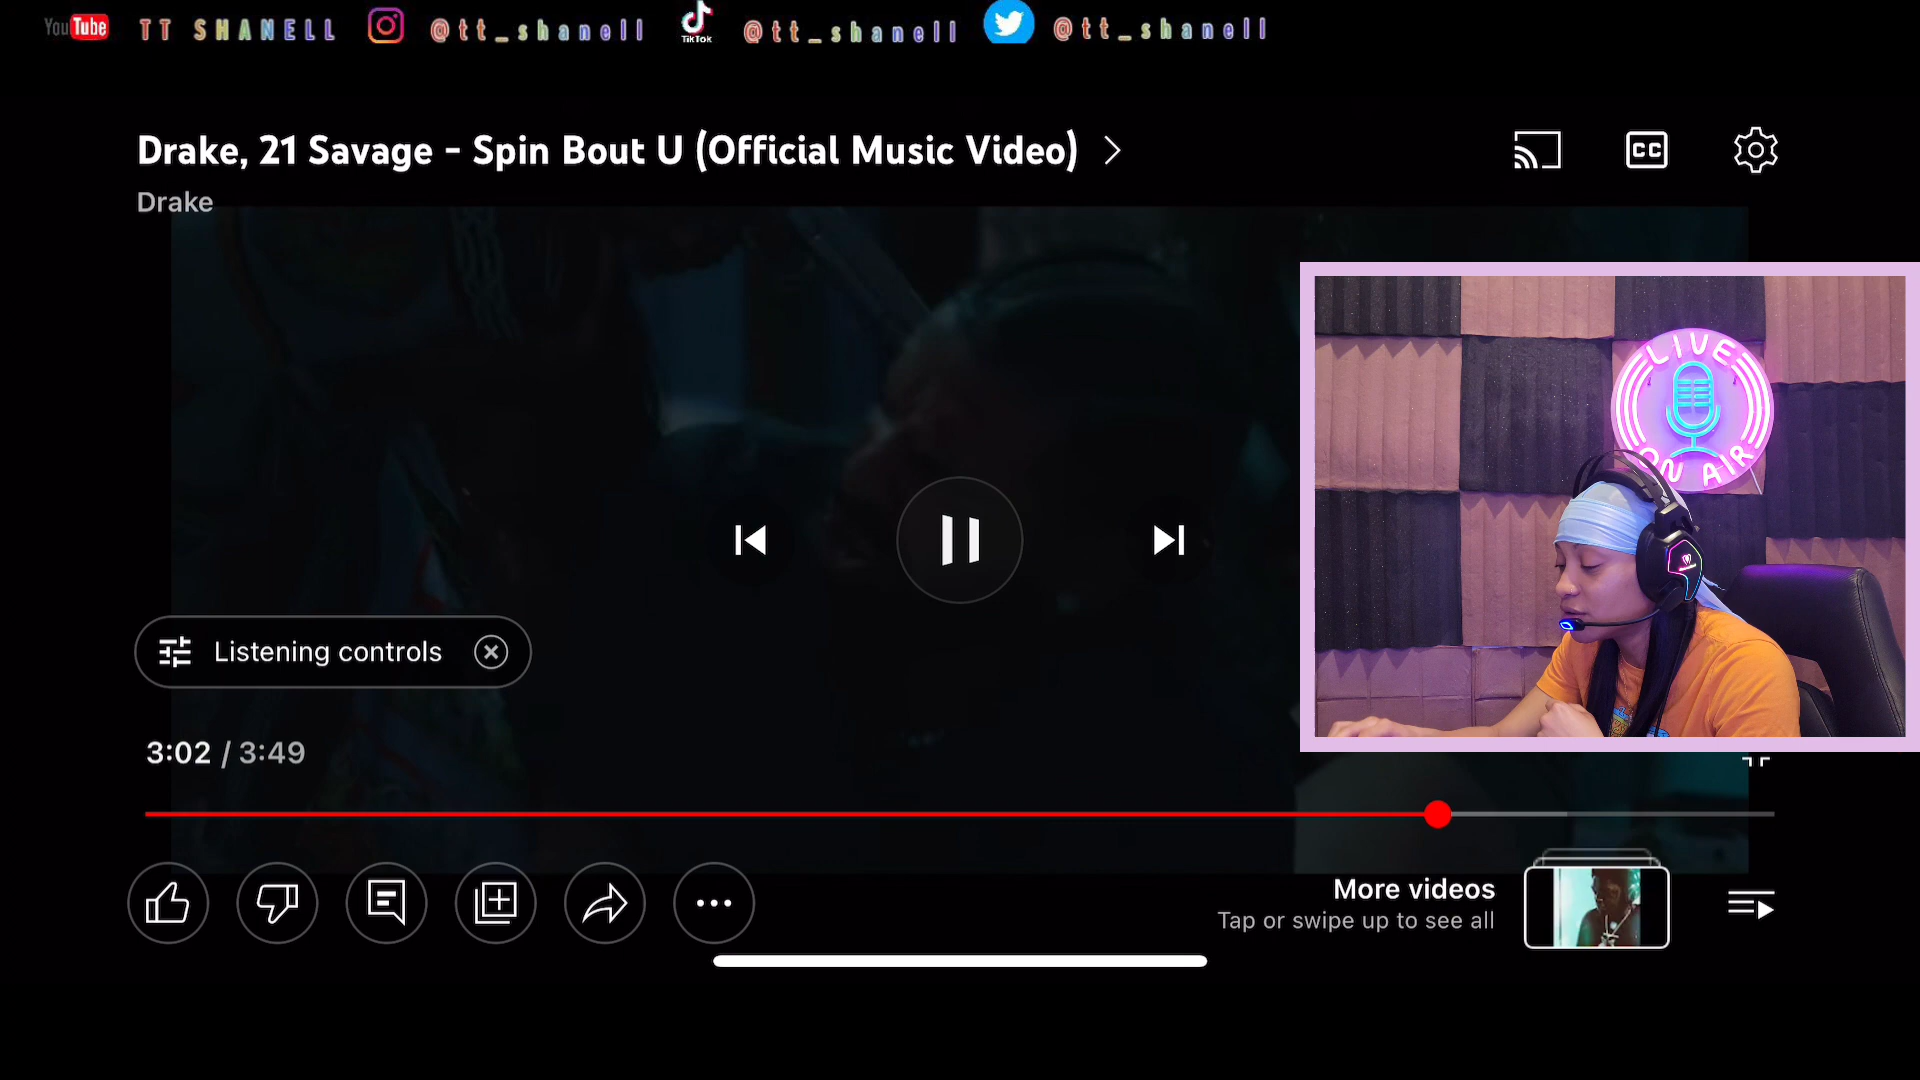 YouTube TT SHANELL @tt_shanell TikTok @tt_shanell @tt_shanell
Drake, 21 Savage - Spin Bout U (Official Music Video)
CC
Drake
LIVE
ON AIR
Listening controls
3:02 / 3:49
More videos
Tap or swipe up to see all